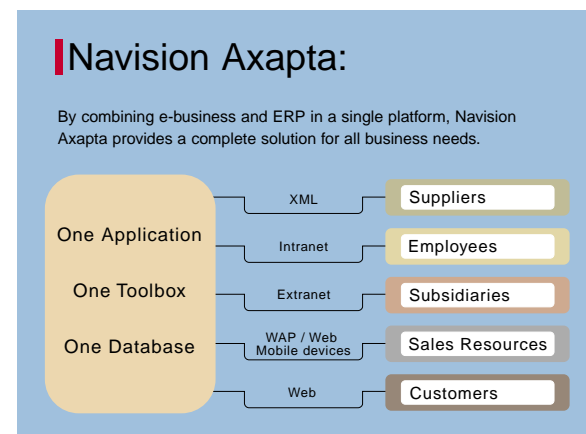 Navision Axapta:
By combining e-business and ERP in a single platform, Navision
Axapta provides a complete solution for all business needs.
One Application
One Toolbox
One Database
XML
Intranet
Extranet
WAP / Web
Mobile devices
Web
Suppliers
Employees
Subsidiaries
Sales Resources
Customers